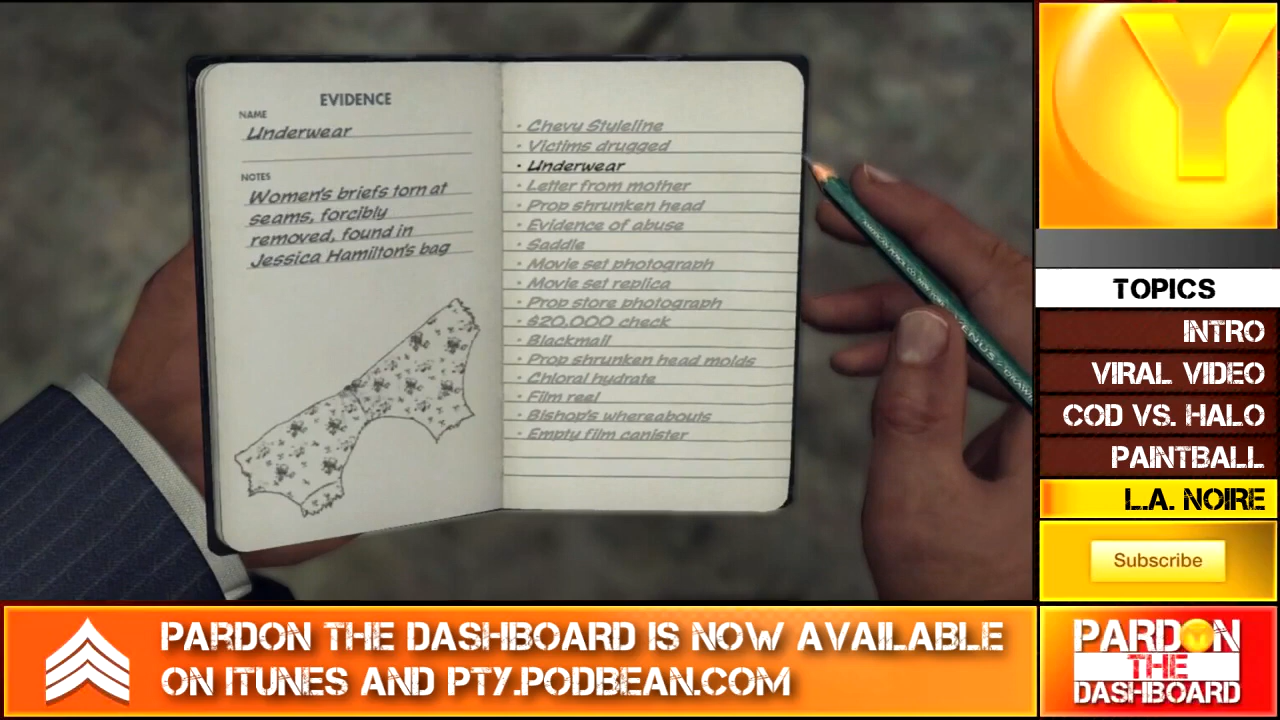 EVIDENCE
NAME
Underwear
NOTES
Women's briefs torn at
seams, forcibly
removed, found in
Jessica Hamilton's bag
· Chevy Styleline
· Victims drugged
· Underwear
· Letter from mother
· Prop shrunken head
· Evidence of abuse
· Saddle
· Movie set photograph
· Movie set replica
· Prop store photograph
· $20,000 check
· Blackmail
· Prop shrunken head molds
· Chloral hydrate
· Film reel
· Bishop's whereabouts
· Empty film canister
VENUS
Y
TOPICS
INTRO
VIRAL VIDEO
COD VS. HALO
PAINTBALL
L.A. NOIRE
Subscribe
PARDON THE DASHBOARD IS NOW AVAILABLE
ON ITUNES AND PTY.PODBEAN.COM
PARDON
THE
DASHBOARD